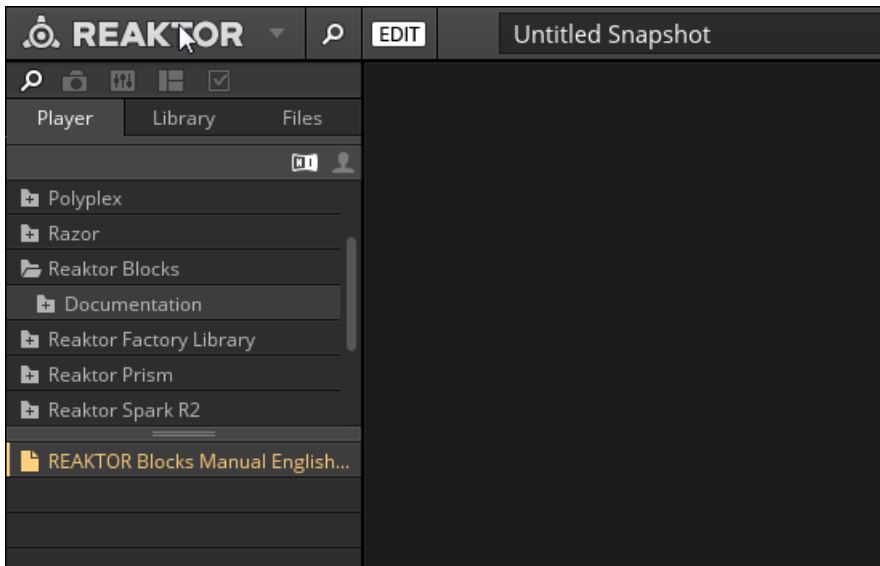 REAKTOR EDIT Untitled Snapshot
Player Library Files
Polyplex
Razor
Reaktor Blocks
Documentation
Reaktor Factory Library
Reaktor Prism
Reaktor Spark R2
REAKTOR Blocks Manual English...